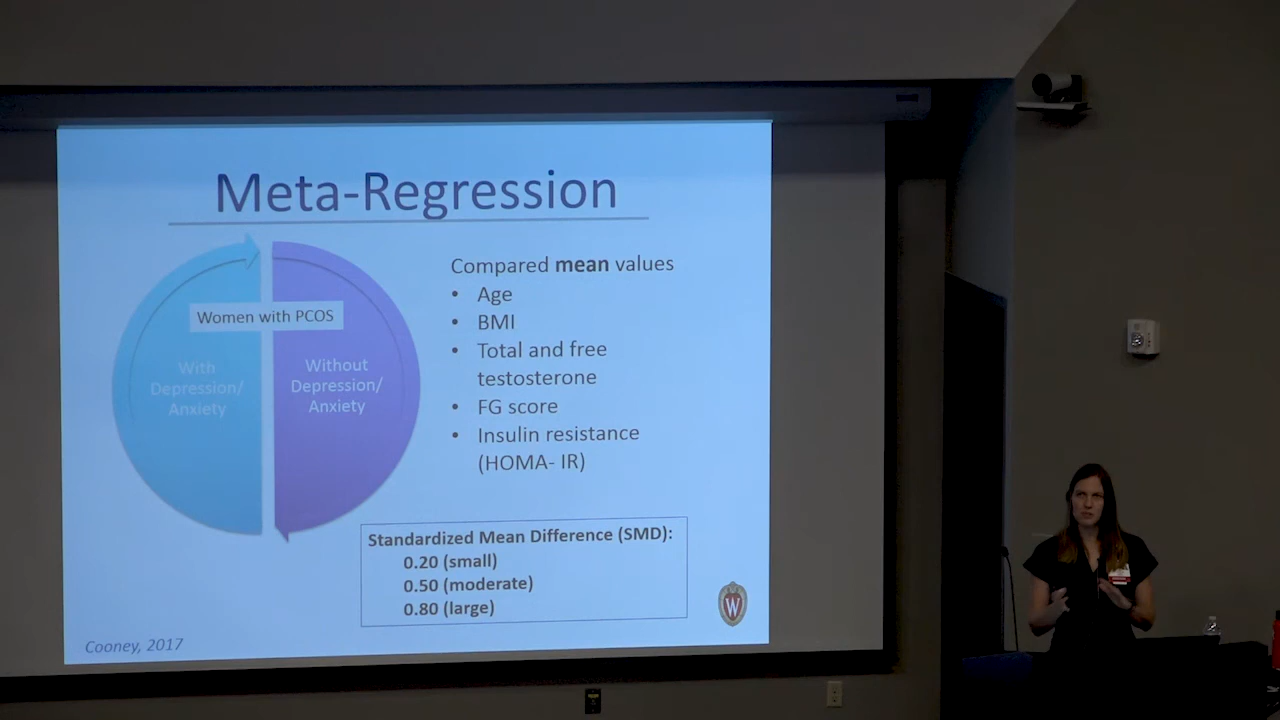 Meta-Regression
Women with PCOS
With
Depression/
Anxiety
Without
Depression/
Anxiety
Compared mean values
• Age
• BMI
• Total and free
testosterone
• FG score
• Insulin resistance
(HOMA- IR)
Standardized Mean Difference (SMD):
0.20 (small)
0.50 (moderate)
0.80 (large)
W
Cooney, 2017